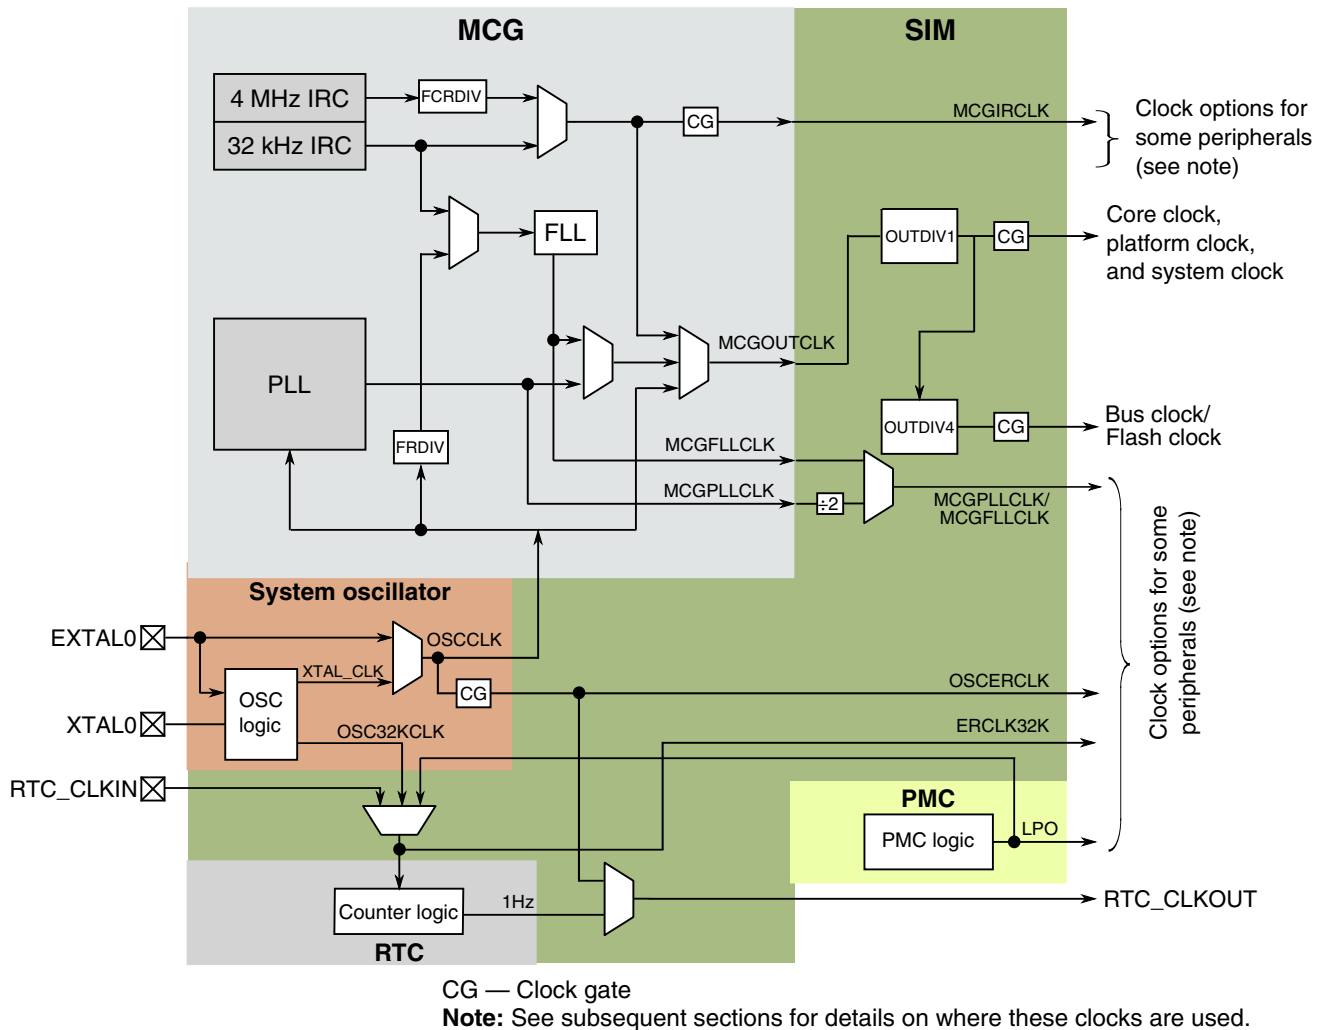 MCG
SIM
4 MHz IRC
FCRDIV
32 kHz IRC
CG
MCGIRCLK
Clock options for
some peripherals
(see note)
FLL
OUTDIV1
CG
Core clock,
platform clock,
and system clock
PLL
MCGOUTCLK
FRDIV
OUTDIV4
CG
Bus clock/
Flash clock
MCGFLLCLK
MCGPLLCLK
÷2
MCGPLLCLK/
MCGFLLCLK
Clock options for some
peripherals (see note)
System oscillator
EXTAL0
OSCCLK
XTAL_CLK
OSC
logic
CG
OSCERCLK
XTAL0
OSC32KCLK
ERCLK32K
RTC_CLKIN
PMC
PMC logic
LPO
Counter logic
1Hz
RTC_CLKOUT
RTC
CG — Clock gate
Note: See subsequent sections for details on where these clocks are used.